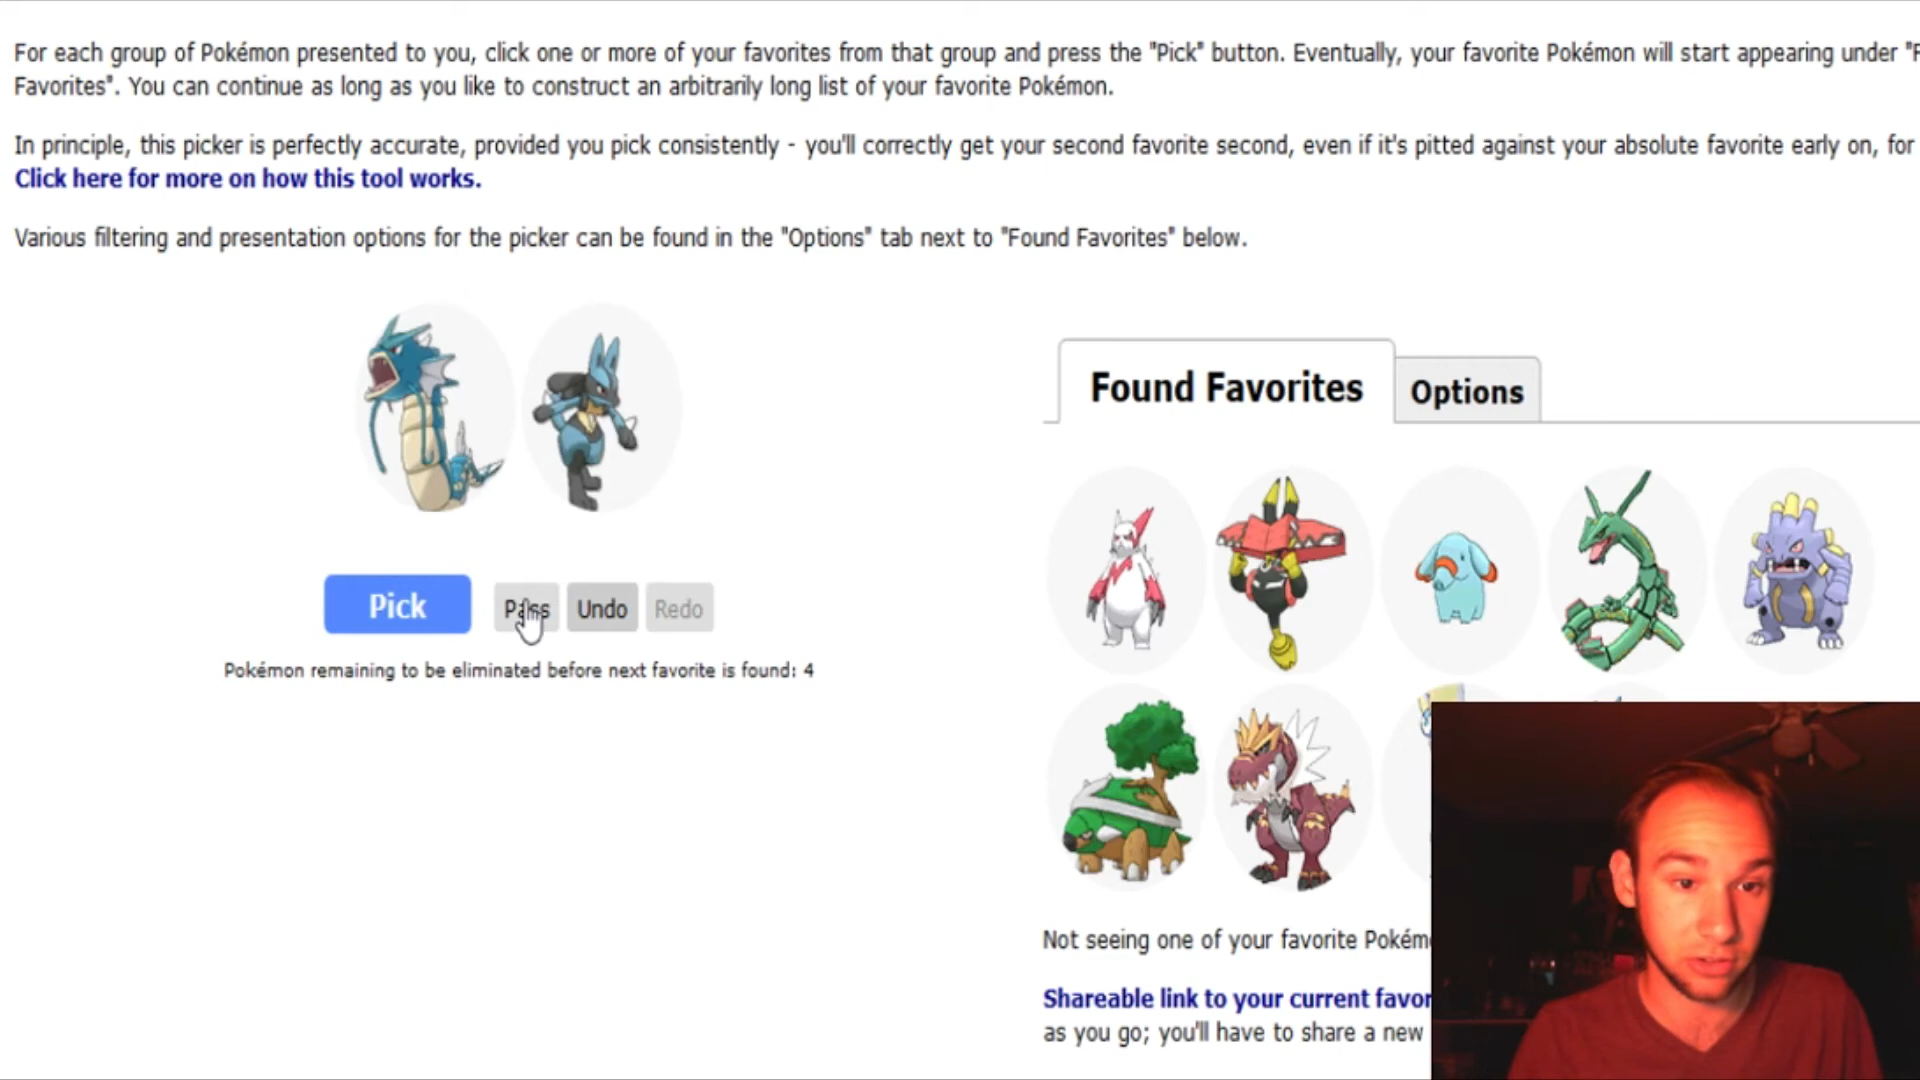 For each group of Pokémon presented to you, click one or more of your favorites from that group and press the "Pick" button. Eventually, your favorite Pokémon will start appearing under "F
Favorites". You can continue as long as you like to construct an arbitrarily long list of your favorite Pokémon.
In principle, this picker is perfectly accurate, provided you pick consistently - you'll correctly get your second favorite second, even if it's pitted against your absolute favorite early on, for
Click here for more on how this tool works.
Various filtering and presentation options for the picker can be found in the "Options" tab next to "Found Favorites" below.
Found Favorites
Options
Pick
Pass
Undo
Redo
Pokémon remaining to be eliminated before next favorite is found: 4
Not seeing one of your favorite Pokém
Shareable link to your current favor
as you go; you'll have to share a new